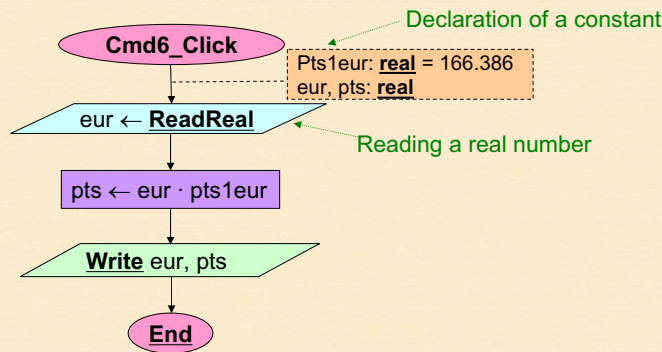 Declaration of a constant
Cmd6_Click
Pts1eur: real = 166.386
eur, pts: real
eur ← ReadReal
Reading a real number
pts ← eur · pts1eur
Write eur, pts
End